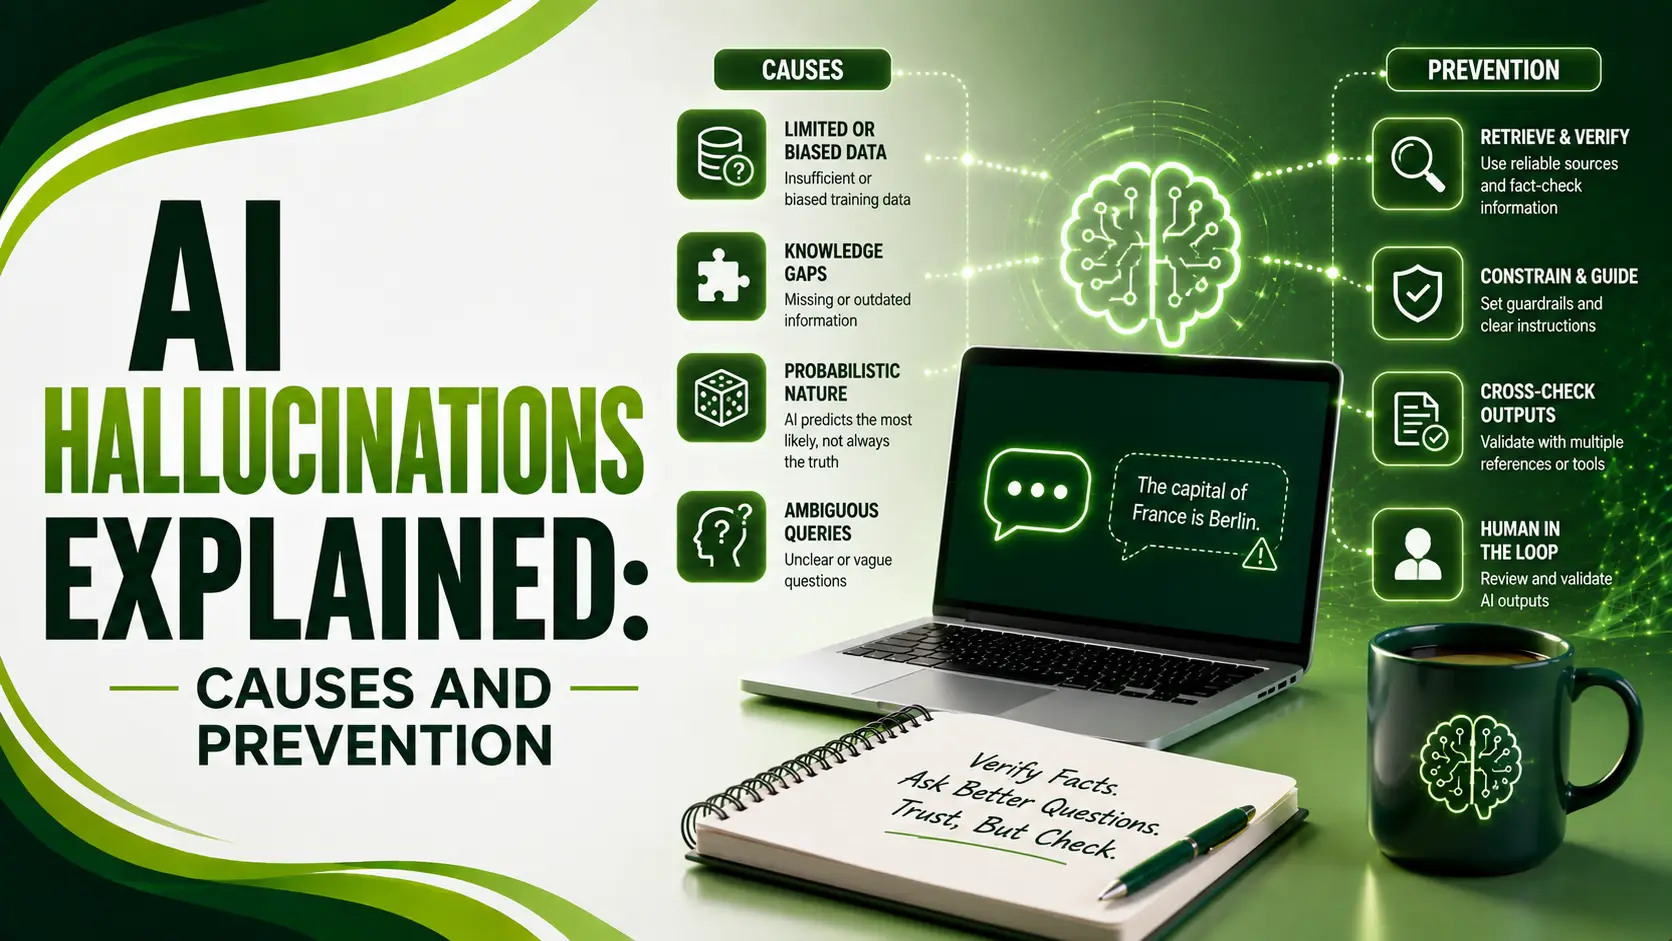 AI
HALLUCINATIONS
EXPLAINED:
CAUSES AND
PREVENTION
CAUSES
LIMITED OR
BIASED DATA
Insufficient or
biased training data
KNOWLEDGE
GAPS
Missing or outdated
information
PROBABILISTIC
NATURE
AI predicts the most
likely, not always
the truth
AMBIGUOUS
QUERIES
Unclear or vague
questions
The capital of
France is Berlin.
Verify Facts.
Ask Better Questions.
Trust, But Check.
PREVENTION
RETRIEVE & VERIFY
Use reliable sources
and fact-check
information
CONSTRAIN & GUIDE
Set guardrails and
clear instructions
CROSS-CHECK
OUTPUTS
Validate with multiple
references or tools
HUMAN IN
THE LOOP
Review and validate
AI outputs